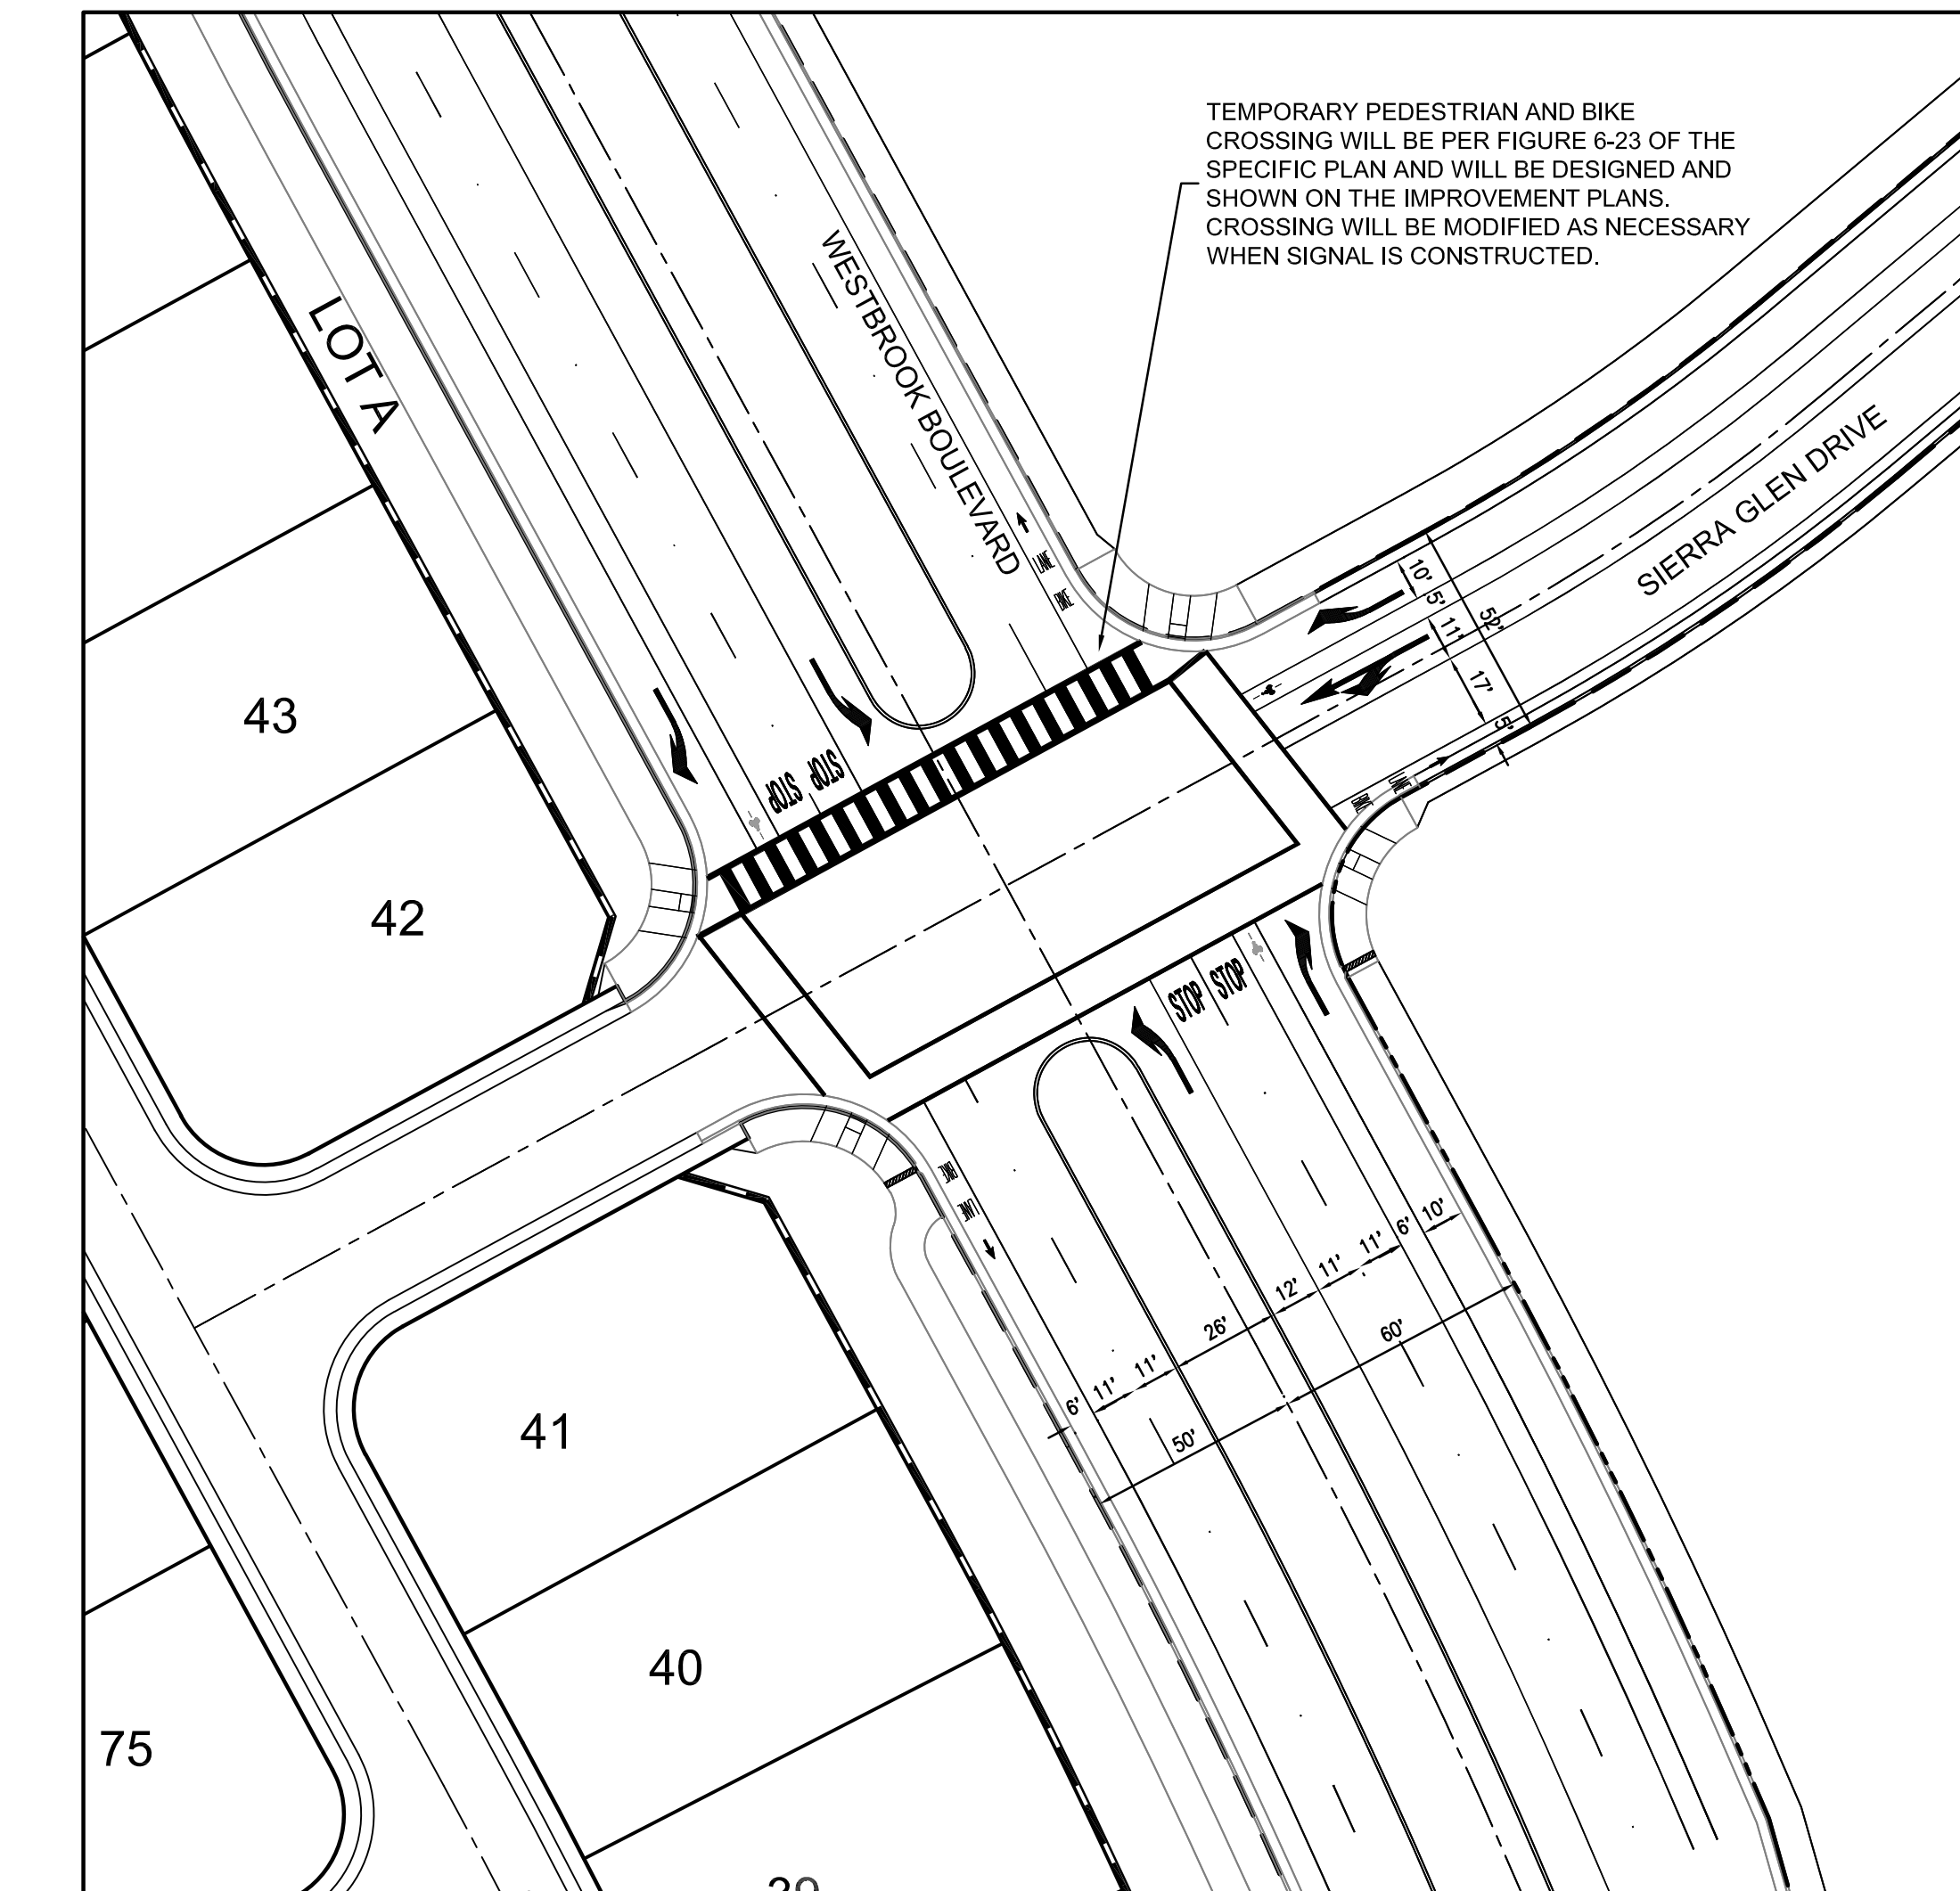 TEMPORARY PEDESTRIAN AND BIKE
CROSSING WILL BE PER FIGURE 6-23 OF THE
SPECIFIC PLAN AND WILL BE DESIGNED AND
SHOWN ON THE IMPROVEMENT PLANS.
CROSSING WILL BE MODIFIED AS NECESSARY
WHEN SIGNAL IS CONSTRUCTED.
WESTBROOK BOULEVARD
LOT A
SIERRA GLEN DRIVE
LANE
BIKE
10'
5'
11'
52'
17'
5'
43
STOP STOP
LANE
BIKE
42
STOP STOP
BIKE
LANE
10'
6'
11'
11'
12'
26'
60'
11'
11'
6'
50'
41
40
75
39